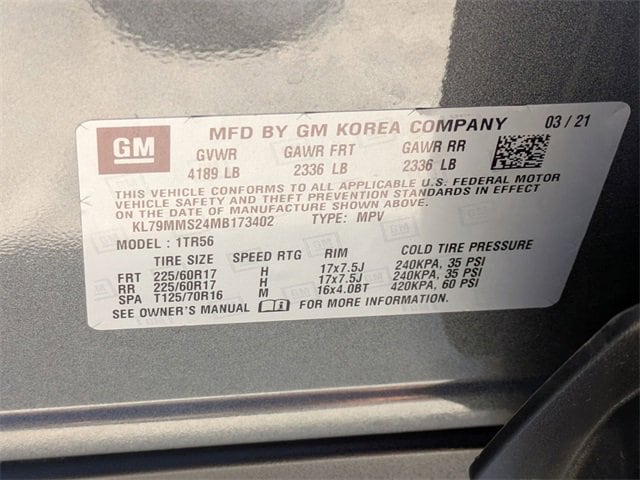 GM MFD BY GM KOREA COMPANY 03 / 21
GVWR GAWR FRT GAWR RR
4189 LB 2336 LB 2336 LB
THIS VEHICLE CONFORMS TO ALL APPLICABLE U.S. FEDERAL MOTOR
VEHICLE SAFETY AND THEFT PREVENTION STANDARDS IN EFFECT
ON THE DATE OF MANUFACTURE SHOWN ABOVE.
KL79MMS24MB173402 TYPE: MPV
MODEL : 1TR56
TIRE SIZE SPEED RTG RIM COLD TIRE PRESSURE
FRT 225/60R17 H 17x7.5J 240KPA, 35 PSI
RR 225/60R17 H 17x7.5J 240KPA, 35 PSI
SPA T125/70R16 M 16x4.0BT 420KPA, 60 PSI
SEE OWNER'S MANUAL FOR MORE INFORMATION.